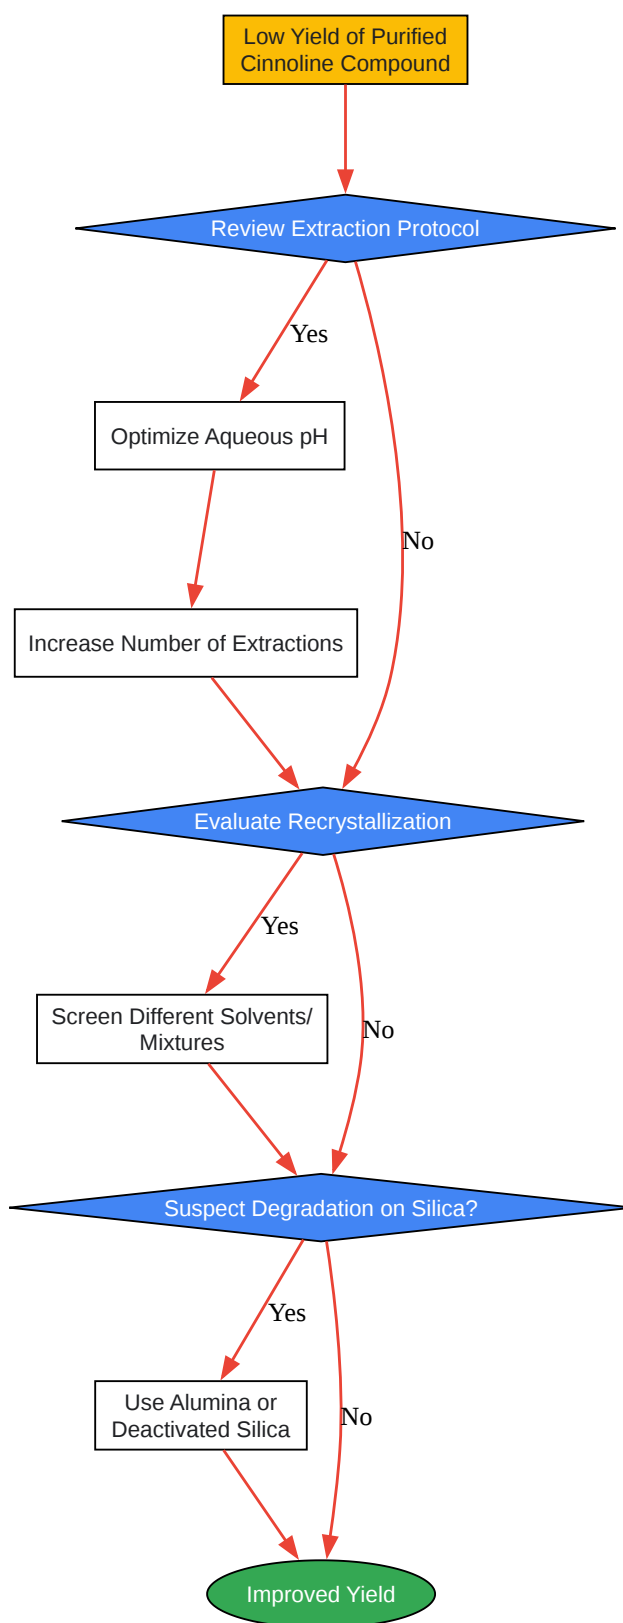 Low Yield of Purified
Cinnoline Compound
Review Extraction Protocol
Yes
Optimize Aqueous pH
No
Increase Number of Extractions
Evaluate Recrystallization
Yes
Screen Different Solvents/
Mixtures
No
Suspect Degradation on Silica?
Yes
Use Alumina or
Deactivated Silica
No
Improved Yield